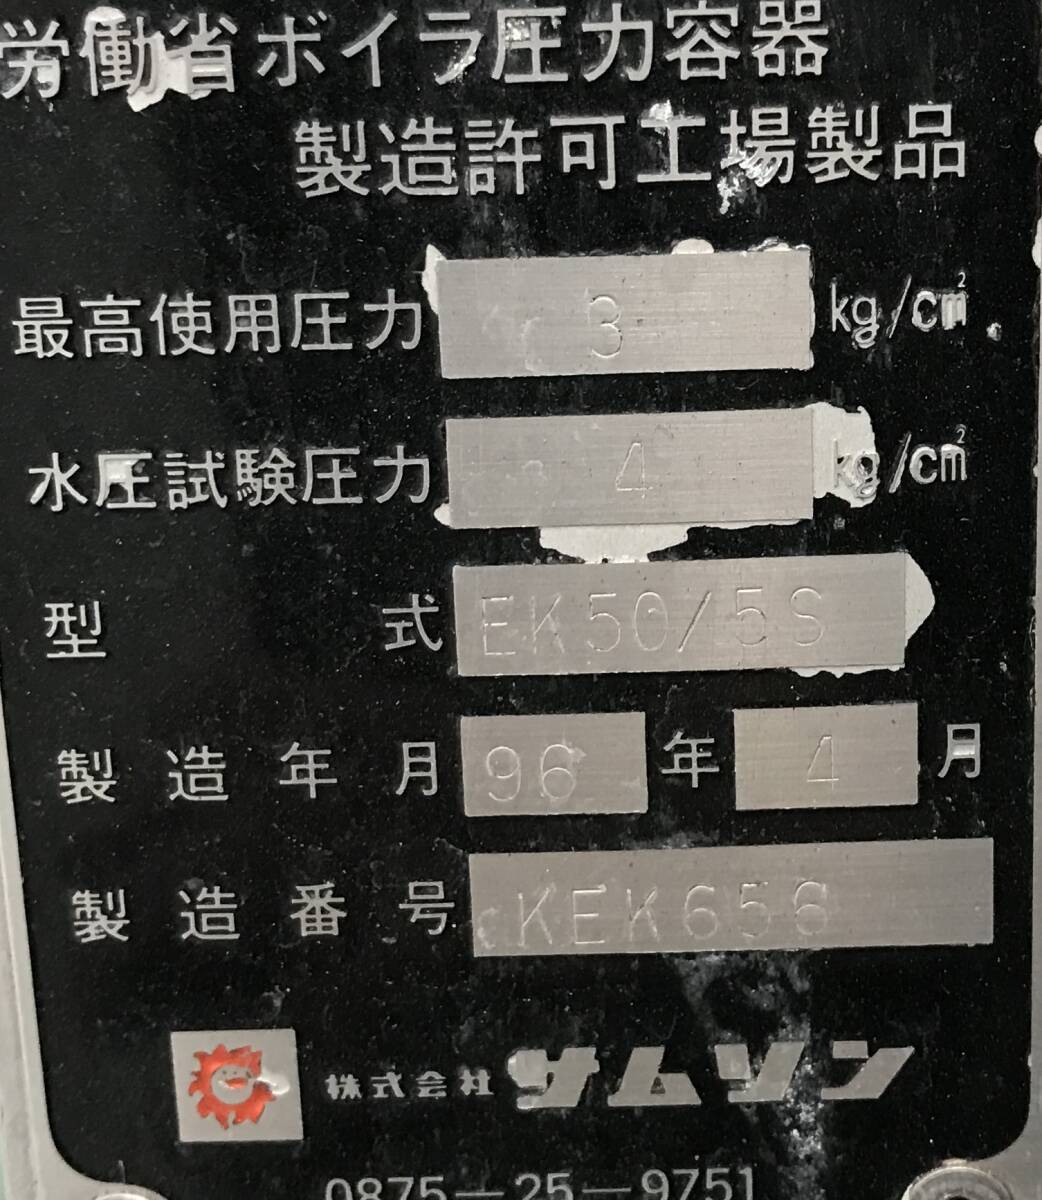 労働省ボイラ圧力容器
製造許可工場製品
最高使用圧力 3 kg/cm²
水圧試験圧力 4 kg/cm²
型式 EK50/5S
製造年月 96年 4月
製造番号 KEK656
株式会社サムソン
0875-25-9751